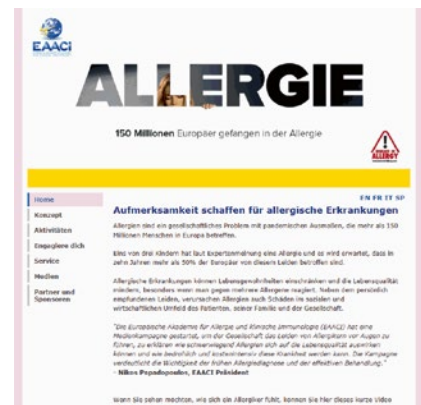 EAACI
ALLERGIE
150 Millionen Europäer gefangen in der Allergie
ALLERGY
Home
EN FR IT SP
Konzept
Aktivitäten
Engagiere dich
Service
Medien
Partner und
Sponsoren
Aufmerksamkeit schaffen für allergische Erkrankungen
Allergien sind ein gesellschaftliches Problem mit pandemischen Ausmaßen, die mehr als 150
Millionen Menschen in Europa betreffen.
Eins von drei Kindern hat laut Expertenmeinung eine Allergie und es wird erwartet, dass in
zehn Jahren mehr als 50% der Europäer von diesem Leiden betroffen sind.
Allergische Erkrankungen können Lebensgewohnheiten einschränken und die Lebensqualität
mindern, besonders wenn man gegen mehrere Allergene reagiert. Neben dem persönlich
empfundenen Leiden, verursachen Allergien auch Schäden im sozialen und
wirtschaftlichen Umfeld des Patienten, seiner Familie und der Gesellschaft.
"Die Europäische Akademie für Allergie und Klinische Immunologie (EAACI) hat eine
Medienkampagne gestartet, um der Gesellschaft das Leiden von Allergikern vor Augen zu
führen, zu erklären wie schwerwiegend Allergien sich auf die Lebensqualität auswirken
können und wie bedrohlich und kostenintensiv diese Krankheit werden kann. Die Kampagne
verdeutlicht die Wichtigkeit der frühen Allergiediagnose und der effektiven Behandlung."
- Nikos Papadopoulos, EAACI Präsident
Wenn Sie sehen möchten, wie sich ein Allergiker fühlt, können Sie hier dieses kurze Video